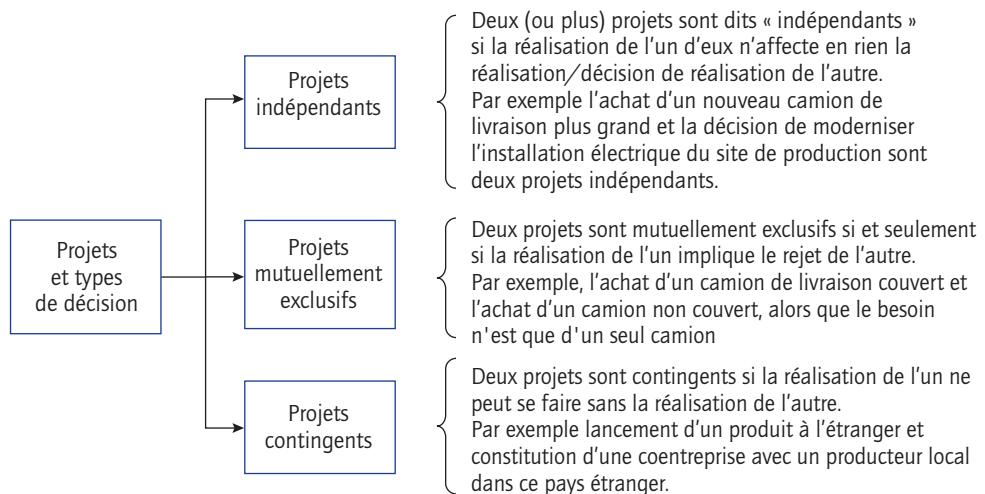 Projets
et types
de décision
Projets
indépendants
Deux (ou plus) projets sont dits « indépendants »
si la réalisation de l'un d'eux n'affecte en rien la
réalisation/décision de réalisation de l'autre.
Par exemple l'achat d'un nouveau camion de
livraison plus grand et la décision de moderniser
l'installation électrique du site de production sont
deux projets indépendants.
Projets
mutuellement
exclusifs
Deux projets sont mutuellement exclusifs si et seulement
si la réalisation de l'un implique le rejet de l'autre.
Par exemple, l'achat d'un camion de livraison couvert et
l'achat d'un camion non couvert, alors que le besoin
n'est que d'un seul camion
Projets
contingents
Deux projets sont contingents si la réalisation de l'un ne
peut se faire sans la réalisation de l'autre.
Par exemple lancement d'un produit à l'étranger et
constitution d'une coentreprise avec un producteur local
dans ce pays étranger.